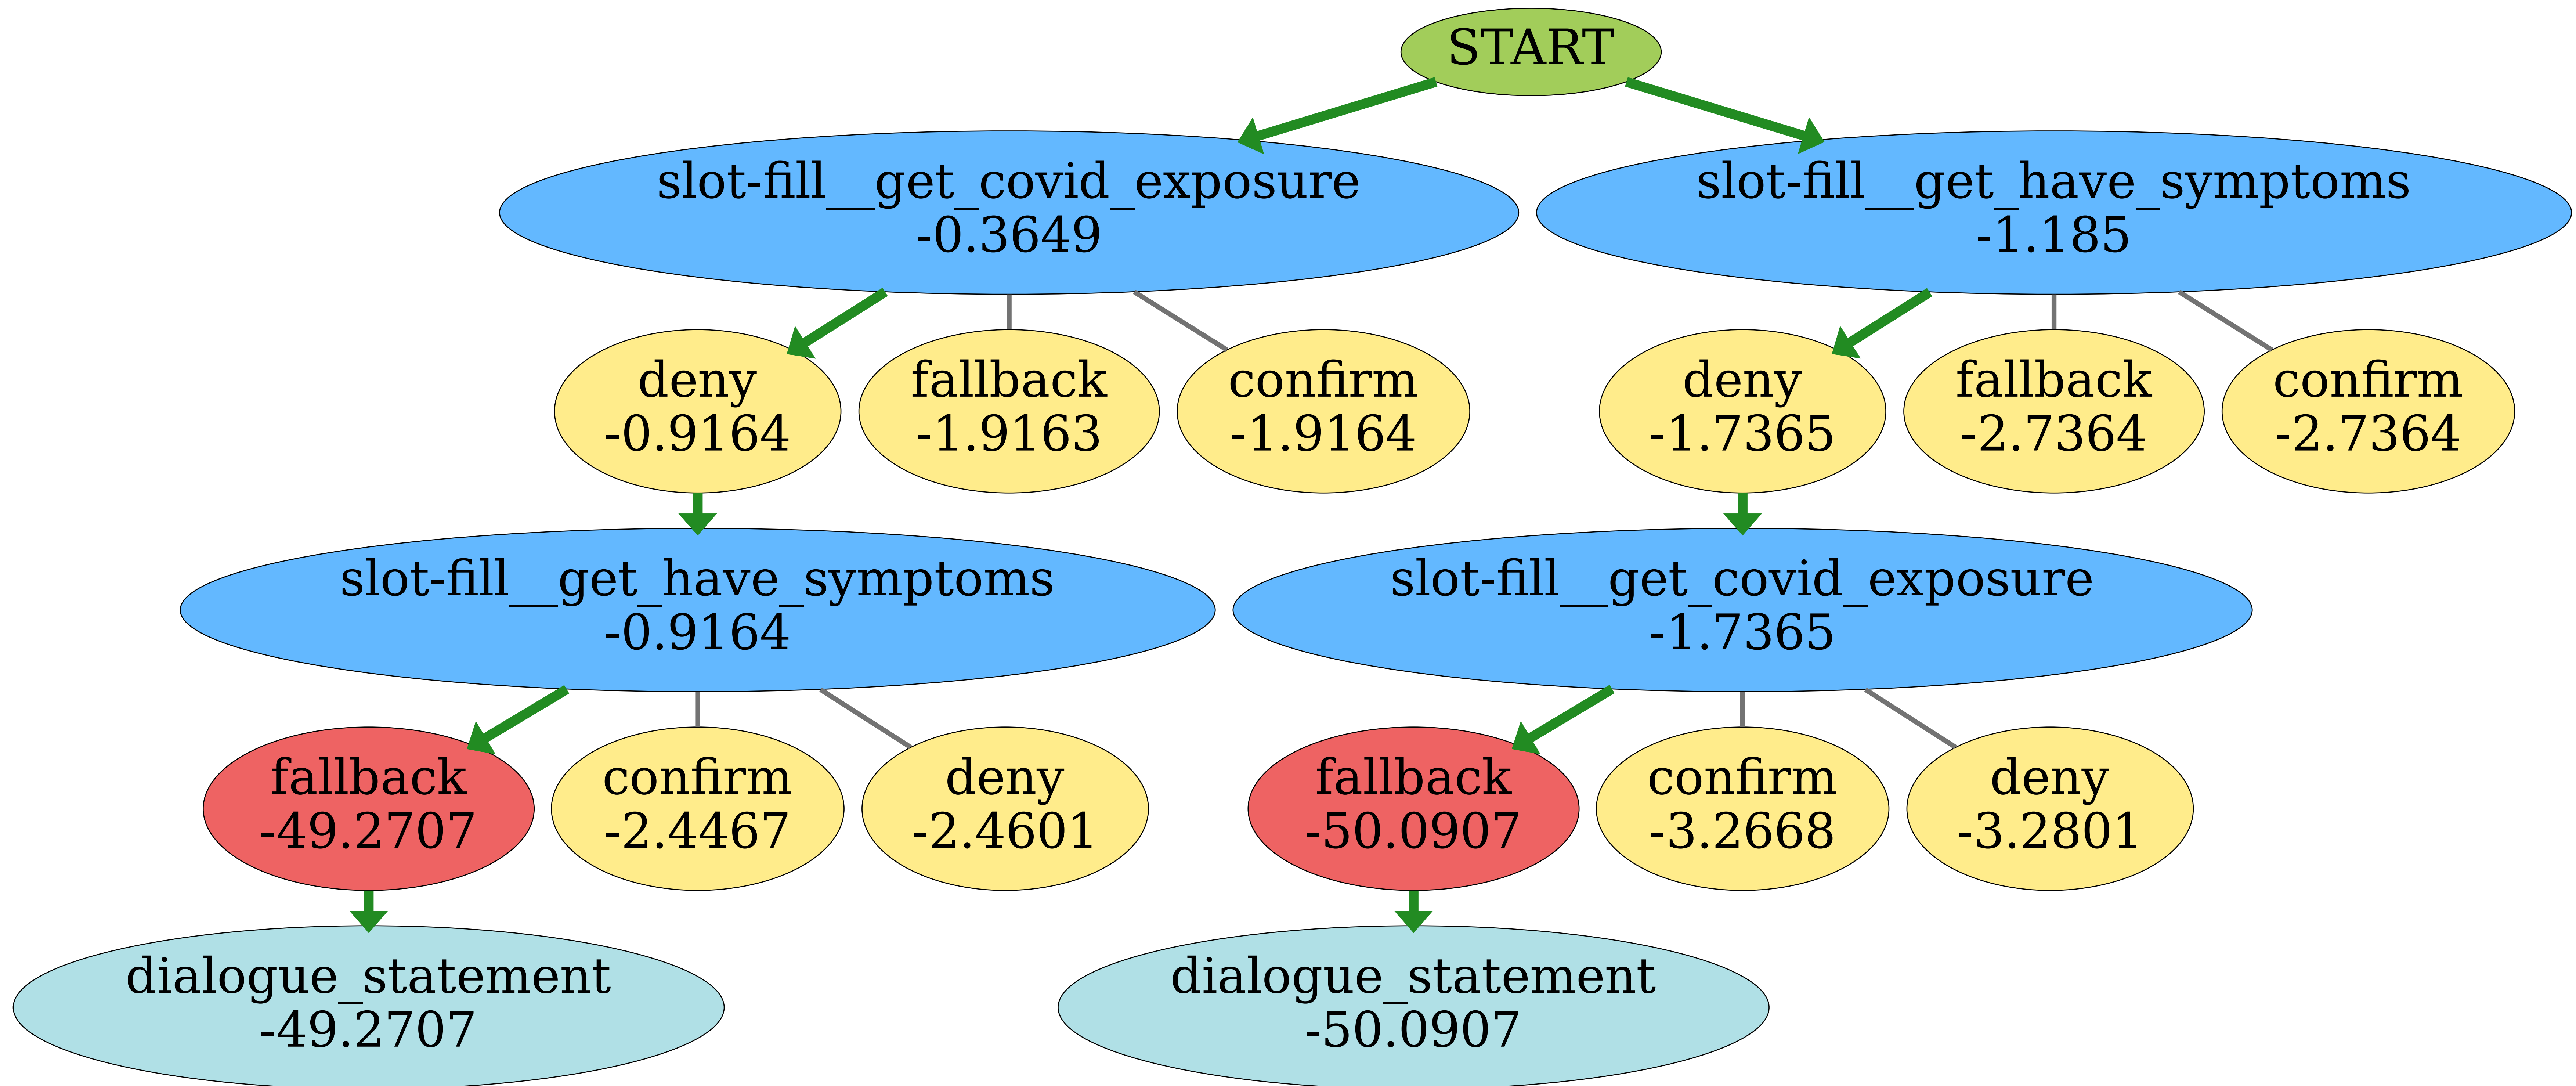 START
slot-fill__get_covid_exposure
-0.3649
slot-fill__get_have_symptoms
-1.185
deny
-0.9164
fallback
-1.9163
confirm
-1.9164
deny
-1.7365
fallback
-2.7364
confirm
-2.7364
slot-fill__get_have_symptoms
-0.9164
slot-fill__get_covid_exposure
-1.7365
fallback
-49.2707
confirm
-2.4467
deny
-2.4601
fallback
-50.0907
confirm
-3.2668
deny
-3.2801
dialogue_statement
-49.2707
dialogue_statement
-50.0907